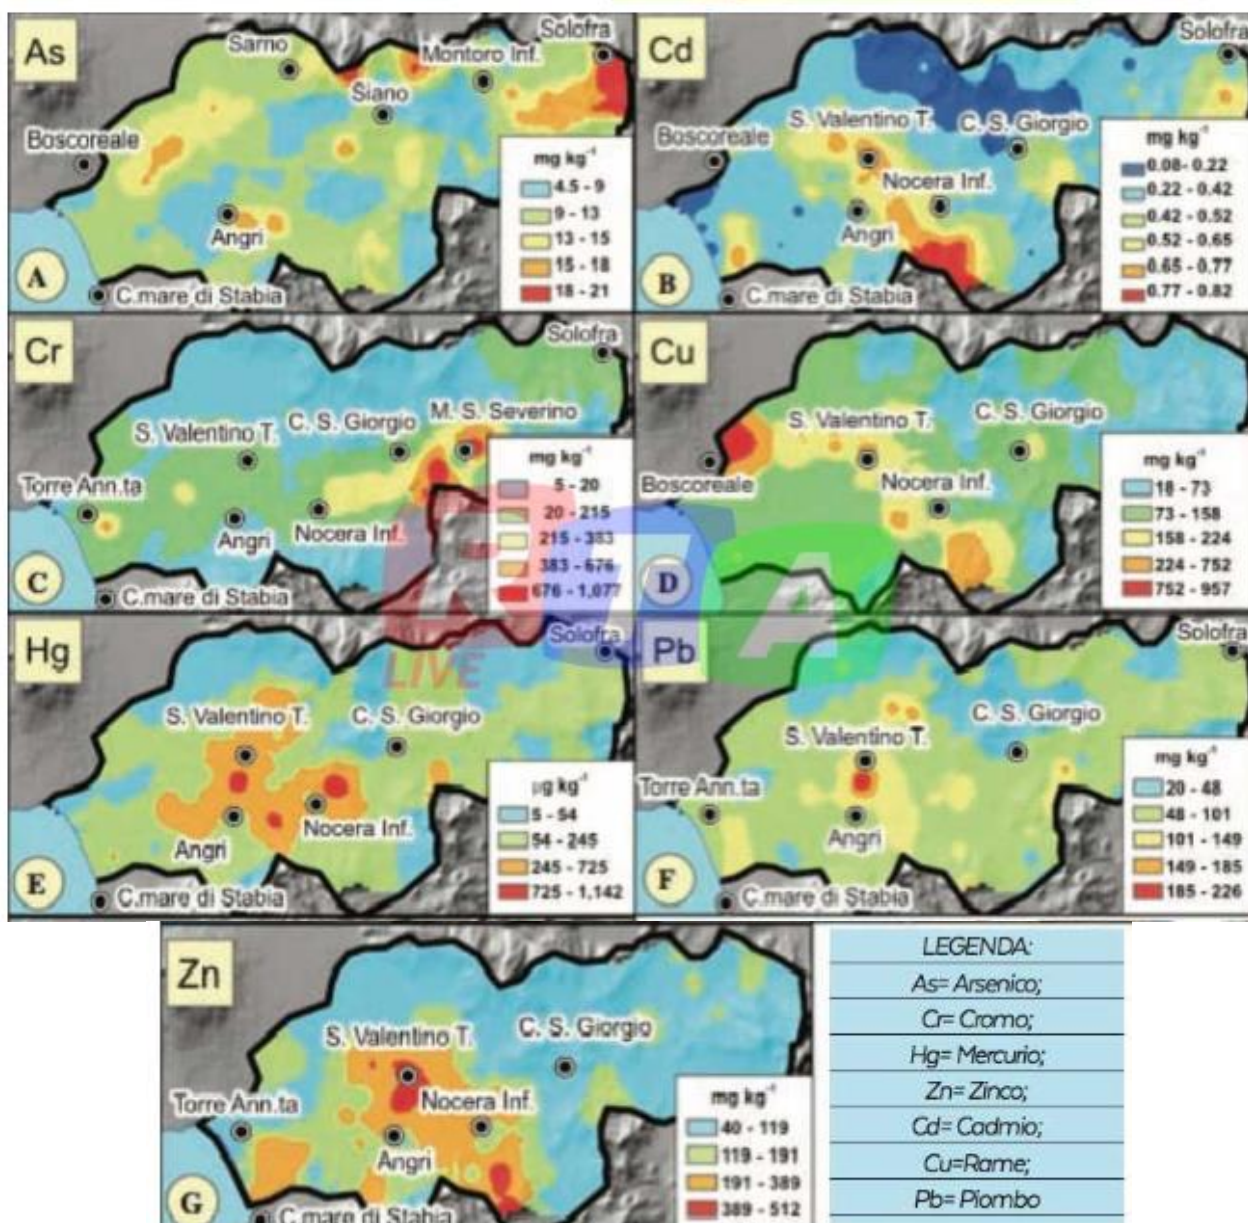 As
Sarno
Montoro Inf.
Solofra
Siano
Boscoreale
Angri
C.mare di Stabia
mg kg⁻¹
4.5 - 9
9 - 13
13 - 15
15 - 18
18 - 21
A
Cd
Solofra
S. Valentino T.
C. S. Giorgio
Boscoreale
Nocera Inf.
Angri
C.mare di Stabia
mg kg⁻¹
0.08- 0.22
0.22 - 0.42
0.42 - 0.52
0.52 - 0.65
0.65 - 0.77
0.77 - 0.82
B
Cr
Solofra
C. S. Giorgio
M. S. Severino
S. Valentino T.
Torre Ann.ta
Angri
Nocera Inf.
C.mare di Stabia
mg kg⁻¹
5 - 20
20 - 215
215 - 383
383 - 676
676 - 1,077
C
Cu
S. Valentino T.
C. S. Giorgio
Boscoreale
Nocera Inf.
mg kg⁻¹
18 - 73
73 - 158
158 - 224
224 - 752
752 - 957
D
RTA
LIVE
Hg
Solofra
S. Valentino T.
C. S. Giorgio
Angri
Nocera Inf.
C.mare di Stabia
µg kg⁻¹
5 - 54
54 - 245
245 - 725
725 - 1,142
E
Pb
Solofra
C. S. Giorgio
S. Valentino T.
Torre Ann.ta
Angri
C.mare di Stabia
mg kg⁻¹
20 - 48
48 - 101
101 - 149
149 - 185
185 - 226
F
Zn
S. Valentino T.
C. S. Giorgio
Torre Ann.ta
Nocera Inf.
Angri
C.mare di Stabia
mg kg⁻¹
40 - 119
119 - 191
191 - 389
389 - 512
G
LEGENDA:
As= Arsenico;
Cr= Cromo;
Hg= Mercurio;
Zn= Zinco;
Cd= Cadmio;
Cu=Rame;
Pb= Piombo